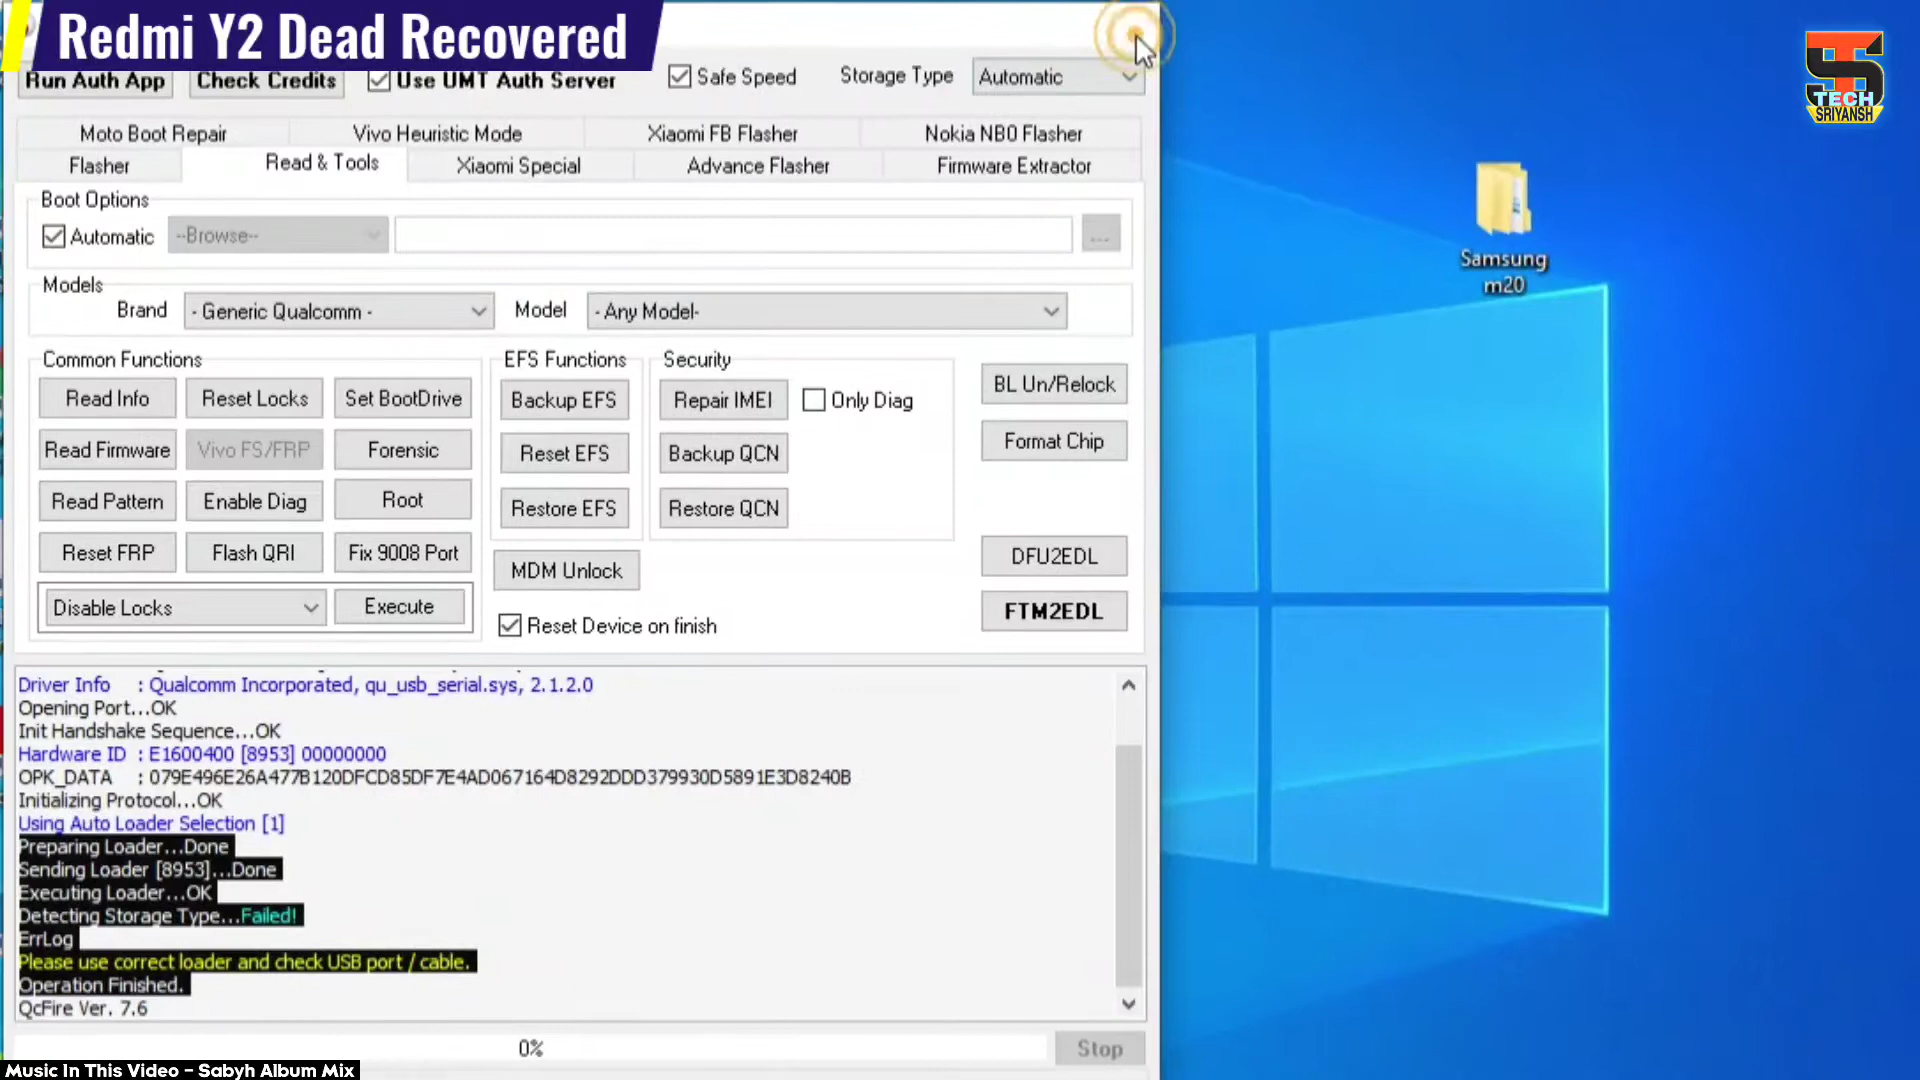 Redmi Y2 Dead Recovered
TS
TECH
SRIYANSH
Run Auth App
Check Credits
Use UMT Auth Server
Safe Speed
Storage Type
Automatic
Moto Boot Repair
Vivo Heuristic Mode
Xiaomi FB Flasher
Nokia NB0 Flasher
Flasher
Read & Tools
Xiaomi Special
Advance Flasher
Firmware Extractor
Boot Options
Automatic
--Browse--
...
Models
Brand
- Generic Qualcomm -
Model
- Any Model-
Common Functions
Read Info
Reset Locks
Set BootDrive
Read Firmware
Vivo FS/FRP
Forensic
Read Pattern
Enable Diag
Root
Reset FRP
Flash QRI
Fix 9008 Port
Disable Locks
Execute
EFS Functions
Backup EFS
Reset EFS
Restore EFS
MDM Unlock
Reset Device on finish
Security
Repair IMEI
Only Diag
Backup QCN
Restore QCN
BL Un/Relock
Format Chip
DFU2EDL
FTM2EDL
Samsung
m20
Driver Info : Qualcomm Incorporated, qu_usb_serial.sys, 2.1.2.0
Opening Port...OK
Init Handshake Sequence...OK
Hardware ID : E1600400 [8953] 00000000
OPK_DATA : 079E496E26A477B120DFCD85DF7E4AD067164D8292DDD379930D5891E3D8240B
Initializing Protocol...OK
Using Auto Loader Selection [1]
Preparing Loader...Done
Sending Loader [8953]...Done
Executing Loader...OK
Detecting Storage Type...Failed!
ErrLog
Please use correct loader and check USB port / cable.
Operation Finished.
QcFire Ver. 7.6
0%
Stop
Music In This Video - Sabyh Album Mix